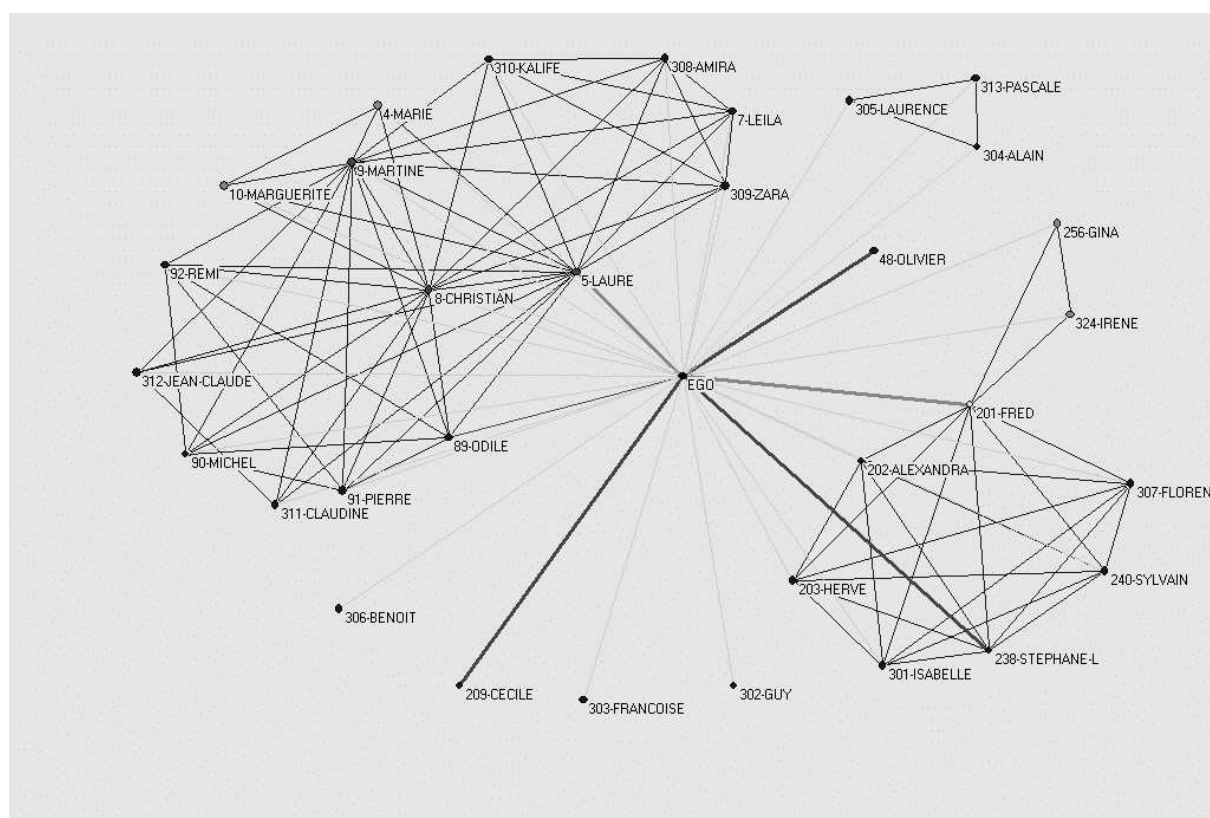 310-KALIFE
308-AMIRA
313-PASCALE
305-LAURENCE
4-MARIE
7-LEILA
304-ALAIN
9-MARTINE
10-MARGUERITE
309-ZARA
256-GINA
48-OLIVIER
92-REMI
5-LAURE
8-CHRISTIAN
324-IRENE
312-JEAN-CLAUDE
EGO
201-FRED
89-ODILE
90-MICHEL
202-ALEXANDRA
307-FLOREN
91-PIERRE
311-CLAUDINE
240-SYLVAIN
203-HERVE
306-BENOIT
238-STEPHANE-L
301-ISABELLE
209-CECILE
302-GUY
303-FRANCOISE